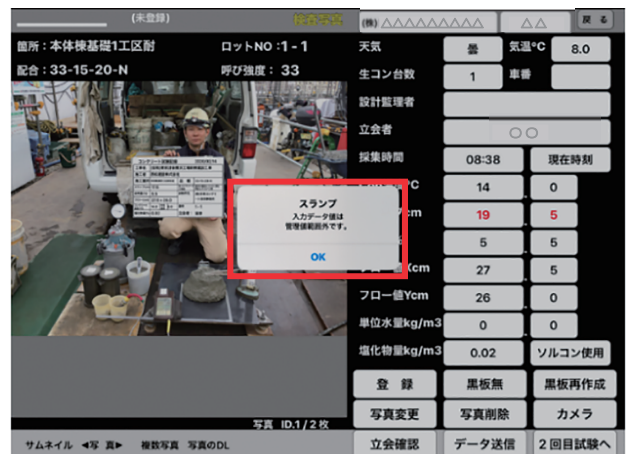 (未登録)
検査写真
(株) △△△△△△△△△
△△
戻 る
箇所：本体棟基礎1工区耐
ロットNO :1 - 1
配合：33-15-20-N
呼び強度： 33
天気
曇
気温°C
8.0
生コン台数
1
車番
設計監理者
立会者
○○
採集時間
08:38
現在時刻
14
0
cm
19
5
5
5
cm
27
5
フロー値Ycm
26
0
単位水量kg/m3
0
0
塩化物量kg/m3
0.02
ソルコン使用
スランプ
入力データ値は
管理値範囲外です。
OK
登 録
黒板無
黒板再作成
写真変更
写真削除
カメラ
立会確認
データ送信
2 回目試験へ
写真 ID.1 / 2 枚
サムネイル ◀写 真▶ 複数写真 写真のDL